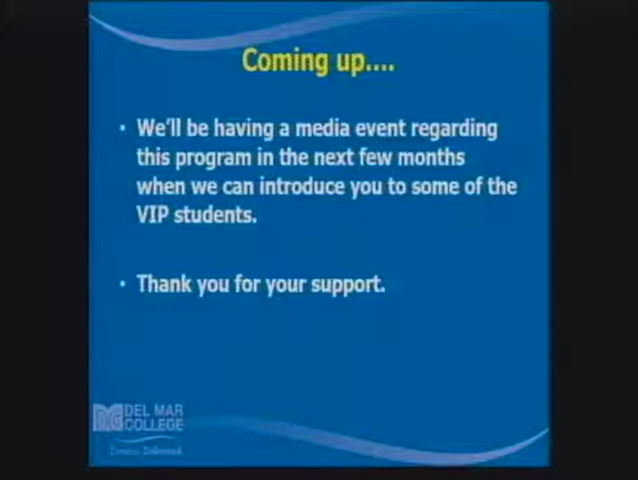 Coming up....
• We'll be having a media event regarding
this program in the next few months
when we can introduce you to some of the
VIP students.
• Thank you for your support.
DEL MAR
COLLEGE